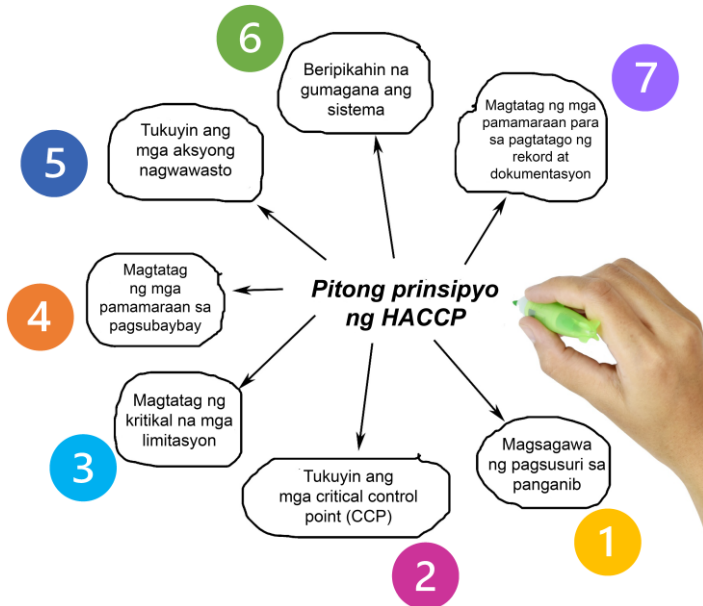 Pitong prinsipyo
ng HACCP
1
Magsagawa
ng pagsusuri sa
panganib
2
Tukuyin ang
mga critical control
point (CCP)
3
Magtatag ng
kritikal na mga
limitasyon
4
Magtatag
ng mga
pamamaraan sa
pagsubaybay
5
Tukuyin ang
mga aksyong
nagwawasto
6
Beripikahin na
gumagana ang
sistema
7
Magtatag ng mga
pamamaraan para
sa pagtatago ng
rekord at
dokumentasyon